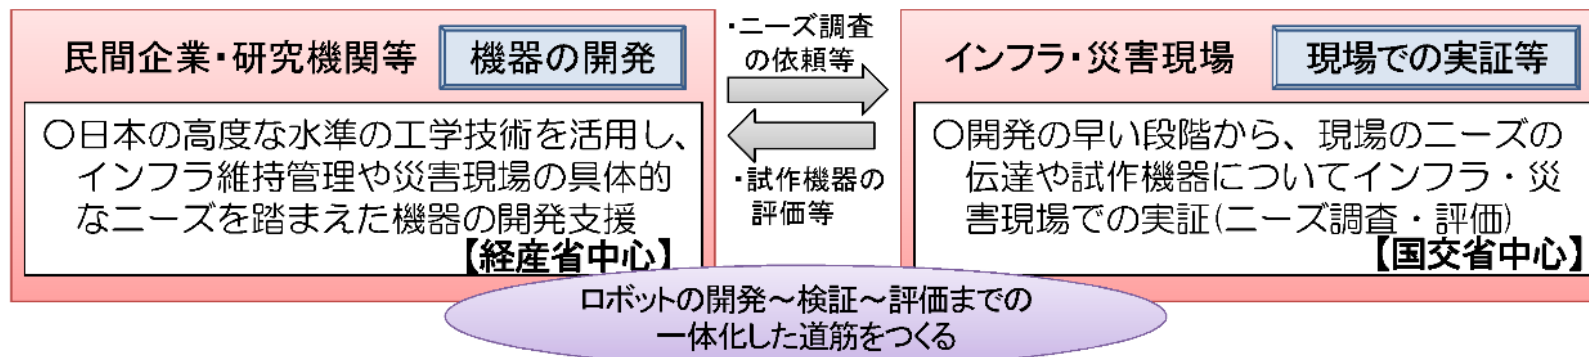 民間企業・研究機関等
機器の開発
○日本の高度な水準の工学技術を活用し、
インフラ維持管理や災害現場の具体的
なニーズを踏まえた機器の開発支援
【経産省中心】
・ニーズ調査
の依頼等
・試作機器の
評価等
インフラ・災害現場
現場での実証等
○開発の早い段階から、現場のニーズの
伝達や試作機器についてインフラ・災
害現場での実証(ニーズ調査・評価)
【国交省中心】
ロボットの開発～検証～評価までの
一体化した道筋をつくる